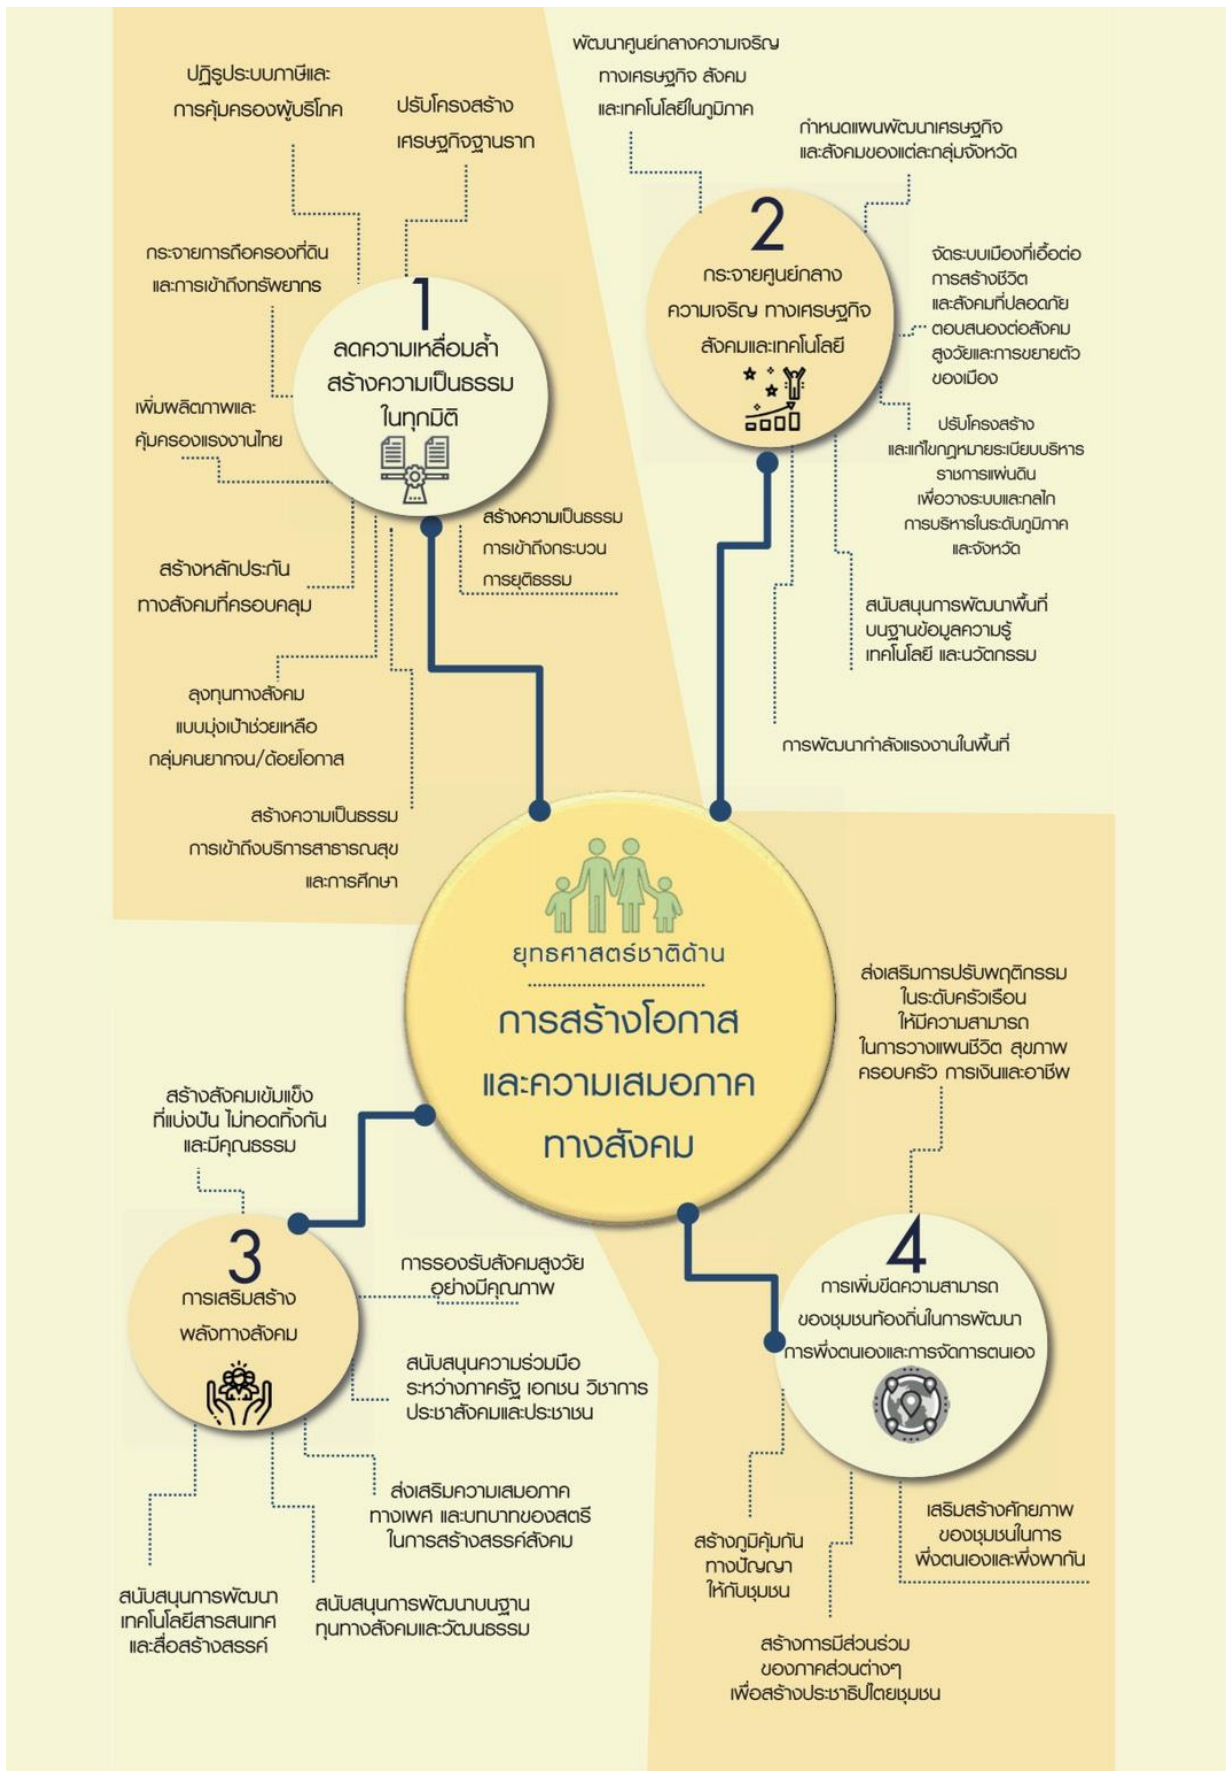 ปฏิรูประบบภาษีและ
การคุ้มครองผู้บริโภค
ปรับโครงสร้าง
เศรษฐกิจฐานราก
กระจายการถือครองที่ดิน
และการเข้าถึงทรัพยากร
1
ลดความเหลื่อมล้ำ
สร้างความเป็นธรรม
ในทุกมิติ
เพิ่มผลิตภาพและ
คุ้มครองแรงงานไทย
สร้างความเป็นธรรม
การเข้าถึงกระบวน
การยุติธรรม
สร้างหลักประกัน
ทางสังคมที่ครอบคลุม
ลุงทุนทางสังคม
แบบมุ่งเป้าช่วยเหลือ
กลุ่มคนยากจน/ด้อยโอกาส
สร้างความเป็นธรรม
การเข้าถึงบริการสาธารณสุข
และการศึกษา
พัฒนาศูนย์กลางความเจริญ
ทางเศรษฐกิจ สังคม
และเทคโนโลยีในภูมิภาค
กำหนดแผนพัฒนาเศรษฐกิจ
และสังคมของแต่ละกลุ่มจังหวัด
2
กระจายศูนย์กลาง
ความเจริญ ทางเศรษฐกิจ
สังคมและเทคโนโลยี
จัดระบบเมืองที่เอื้อต่อ
การสร้างชีวิต
และสังคมที่ปลอดภัย
ตอบสนองต่อสังคม
สูงวัยและการขยายตัว
ของเมือง
ปรับโครงสร้าง
และแก้ไขกฎหมายระเบียบบริหาร
ราชการแผ่นดิน
เพื่อวางระบบและกลไก
การบริหารในระดับภูมิภาค
และจังหวัด
สนับสนุนการพัฒนาพื้นที่
บนฐานข้อมูลความรู้
เทคโนโลยี และนวัตกรรม
การพัฒนากำลังแรงงานในพื้นที่
ยุทธศาสตร์ชาติด้าน
การสร้างโอกาส
และความเสมอภาค
ทางสังคม
สร้างสังคมเข้มแข็ง
ที่แบ่งปัน ไม่ทอดทิ้งกัน
และมีคุณธรรม
3
การเสริมสร้าง
พลังทางสังคม
การรองรับสังคมสูงวัย
อย่างมีคุณภาพ
สนับสนุนความร่วมมือ
ระหว่างภาครัฐ เอกชน วิชาการ
ประชาสังคมและประชาชน
ส่งเสริมความเสมอภาค
ทางเพศ และบทบาทของสตรี
ในการสร้างสรรค์สังคม
สนับสนุนการพัฒนา
เทคโนโลยีสารสนเทศ
และสื่อสร้างสรรค์
สนับสนุนการพัฒนาบนฐาน
ทุนทางสังคมและวัฒนธรรม
ส่งเสริมการปรับพฤติกรรม
ในระดับครัวเรือน
ให้มีความสามารถ
ในการวางแผนชีวิต สุขภาพ
ครอบครัว การเงินและอาชีพ
4
การเพิ่มขีดความสามารถ
ของชุมชนท้องถิ่นในการพัฒนา
การพึ่งตนเองและการจัดการตนเอง
สร้างภูมิคุ้มกัน
ทางปัญญา
ให้กับชุมชน
เสริมสร้างศักยภาพ
ของชุมชนในการ
พึ่งตนเองและพึ่งพากัน
สร้างการมีส่วนร่วม
ของภาคส่วนต่างๆ
เพื่อสร้างประชาธิปไตยชุมชน